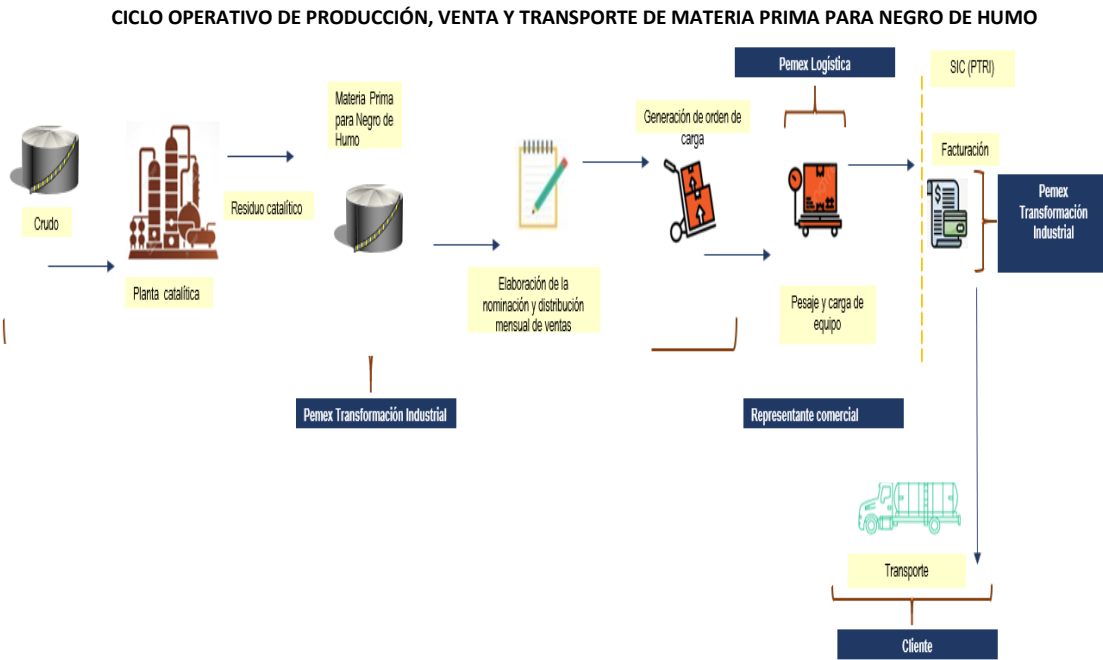 CICLO OPERATIVO DE PRODUCCIÓN, VENTA Y TRANSPORTE DE MATERIA PRIMA PARA NEGRO DE HUMO
Pemex Logística
SIC (PTRI)
Materia Prima
para Negro de
Humo
Generación de orden de
carga
Facturación
Crudo
Residuo catalítico
Pemex
Transformación
Industrial
Planta catalítica
Elaboración de la
nominación y distribución
mensual de ventas
Pesaje y carga de
equipo
Pemex Transformación Industrial
Representante comercial
Transporte
Cliente